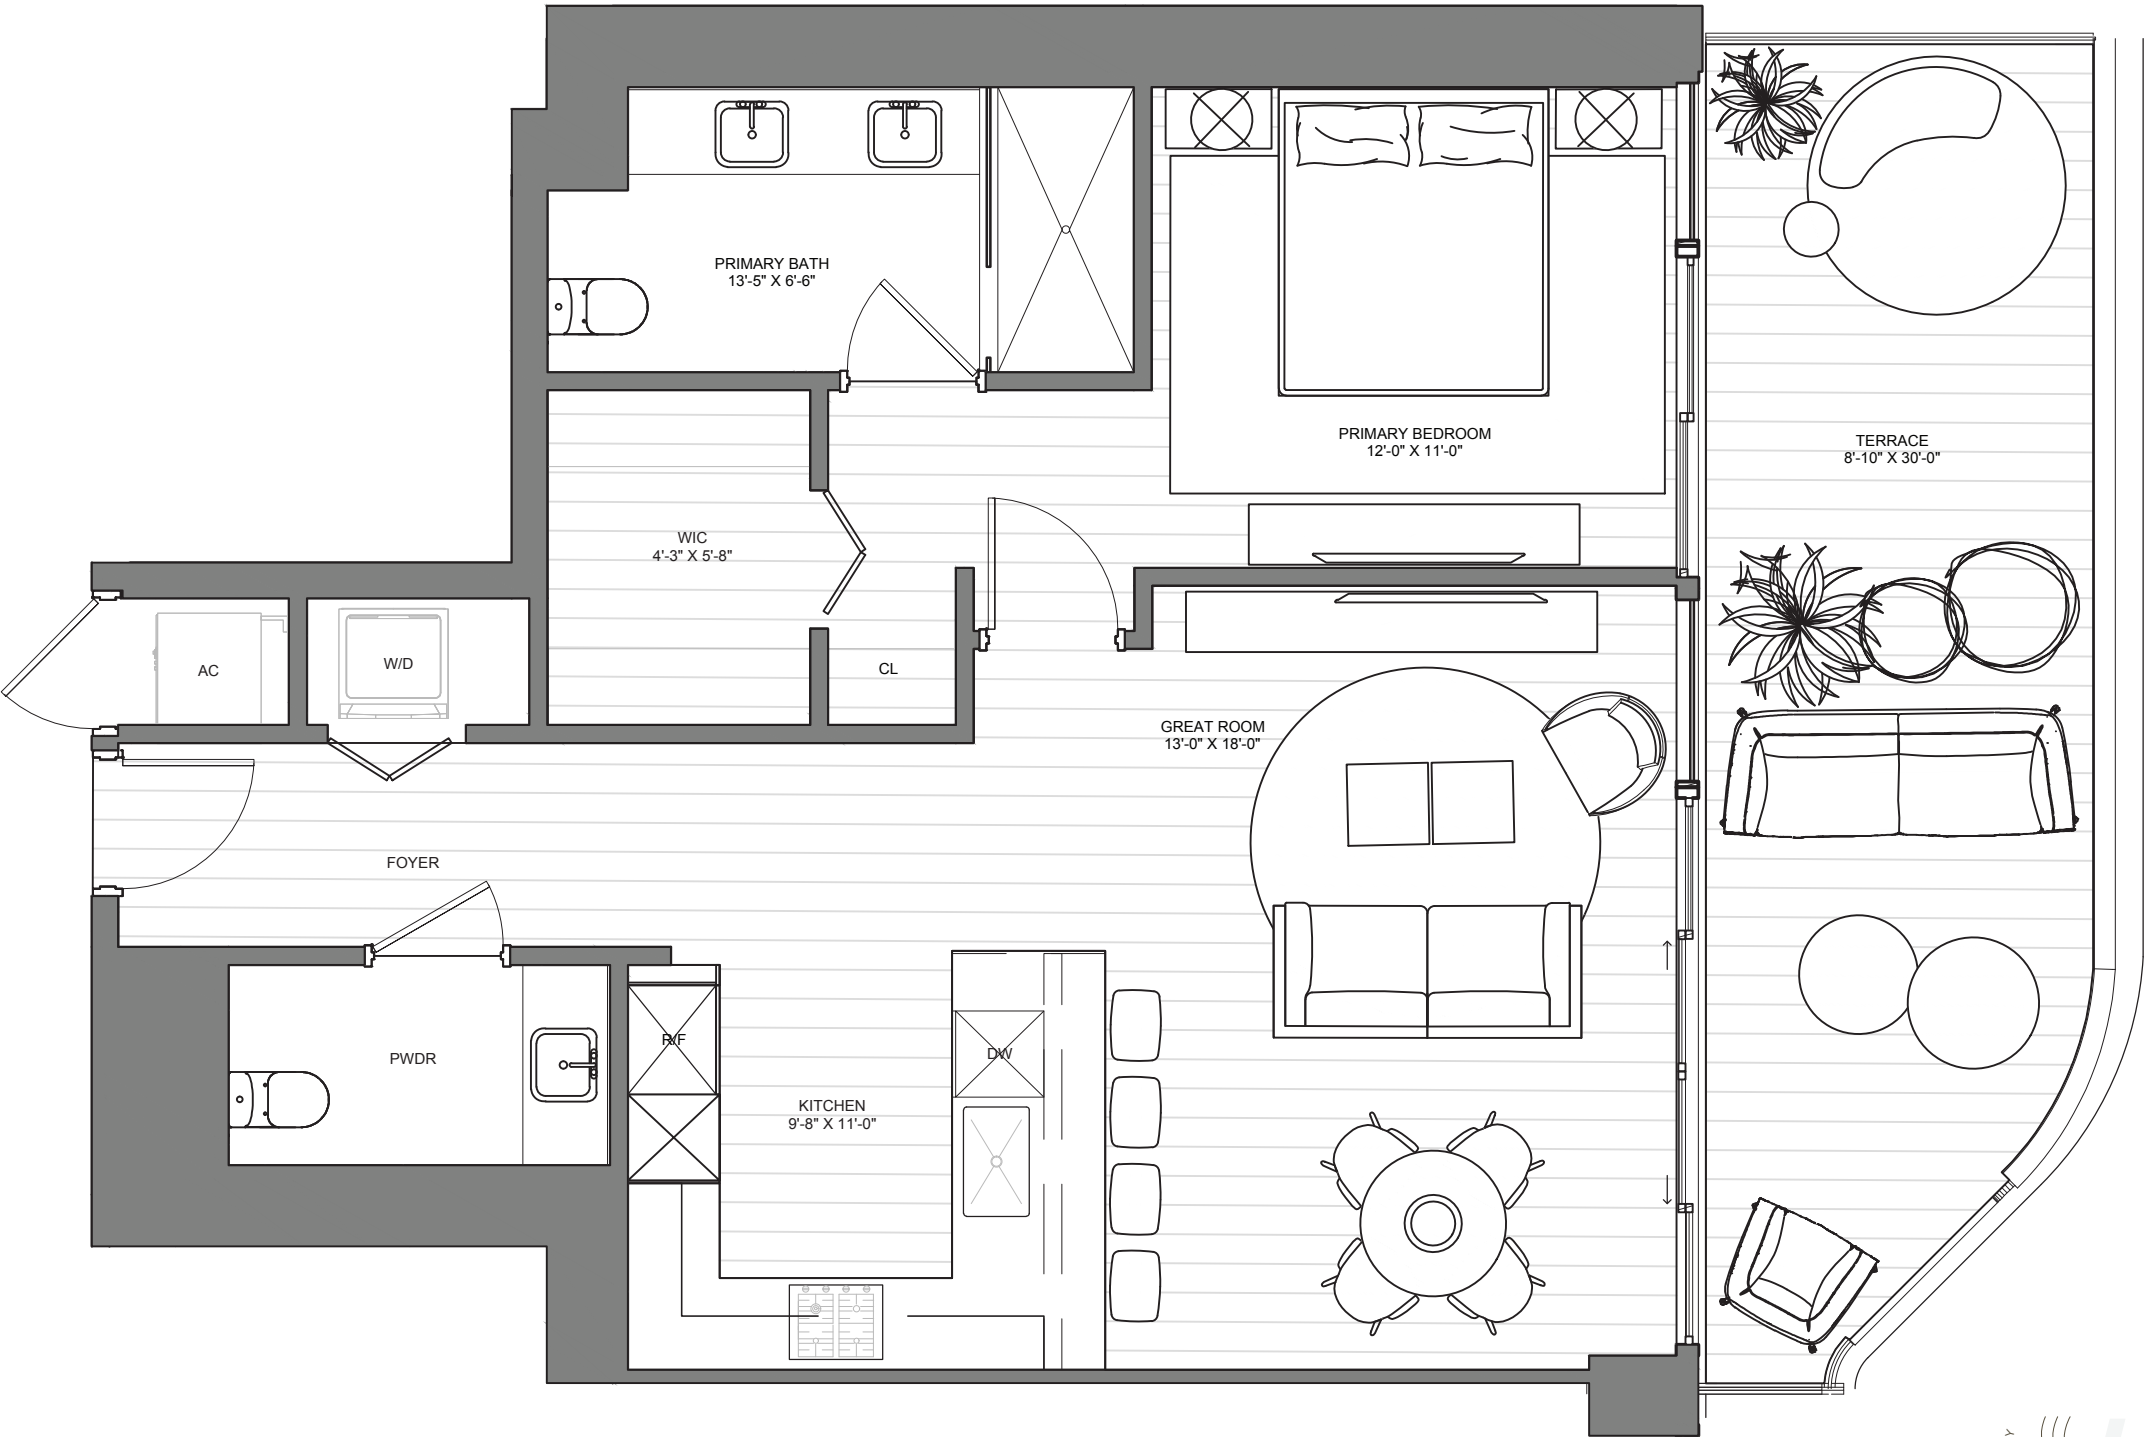 PRIMARY BATH
13'-5" X 6'-6"
PRIMARY BEDROOM
12'-0" X 11'-0"
TERRACE
8'-10" X 30'-0"
WIC
4'-3" X 5'-8"
AC
W/D
CL
GREAT ROOM
13'-0" X 18'-0"
FOYER
R/F
DW
PWDR
KITCHEN
9'-8" X 11'-0"